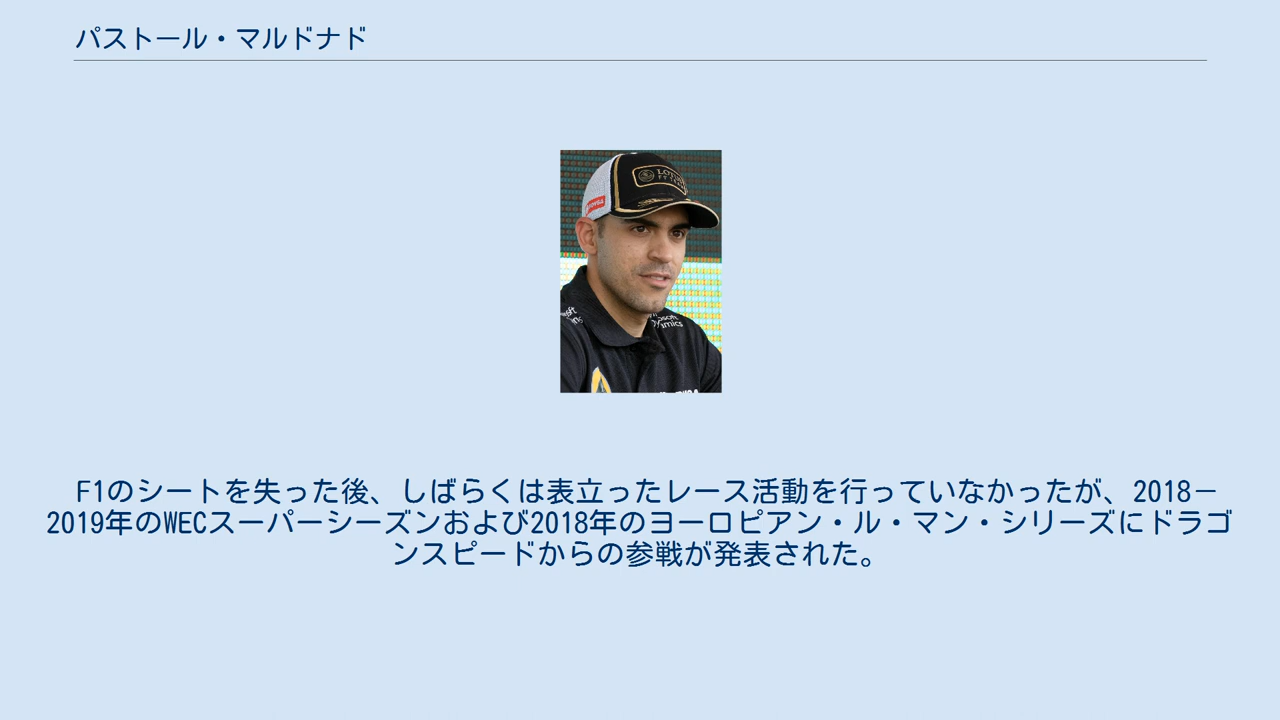 パストール・マルドナド
LOTUS
F1のシートを失った後、しばらくは表立ったレース活動を行っていなかったが、2018－
2019年のWECスーパーシーズンおよび2018年のヨーロピアン・ル・マン・シリーズにドラゴ
ンスピードからの参戦が発表された。